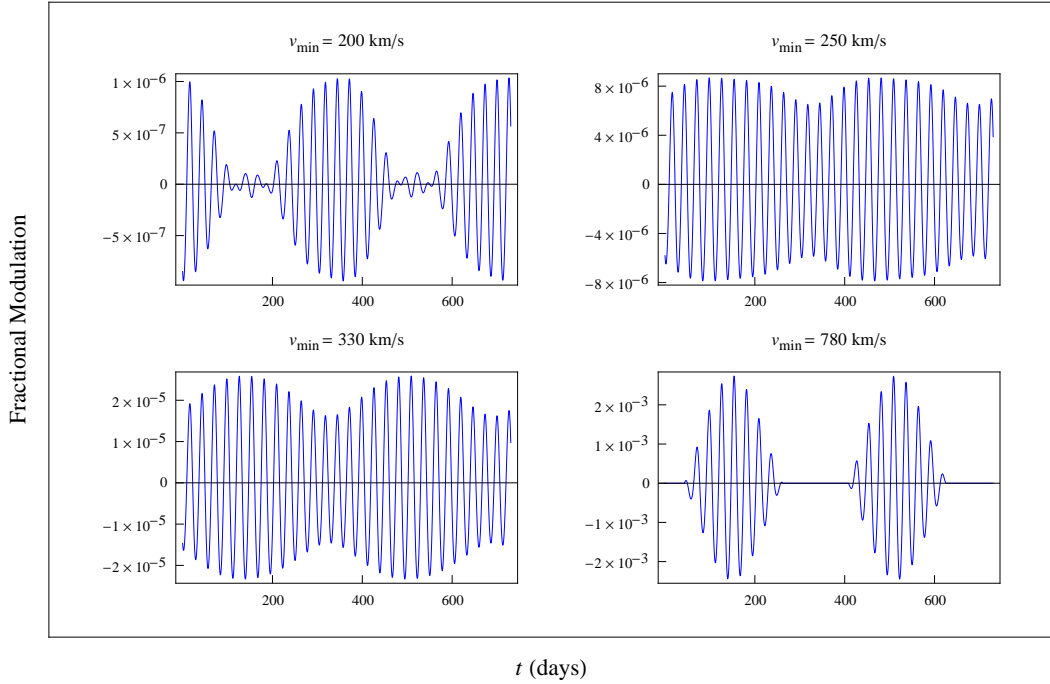 v_min = 200 km/s
1 × 10^-6
5 × 10^-7
0
-5 × 10^-7
200 400 600
v_min = 250 km/s
8 × 10^-6
4 × 10^-6
0
-4 × 10^-6
-8 × 10^-6
200 400 600
Fractional Modulation
v_min = 330 km/s
2 × 10^-5
1 × 10^-5
0
-1 × 10^-5
-2 × 10^-5
200 400 600
v_min = 780 km/s
2 × 10^-3
1 × 10^-3
0
-1 × 10^-3
-2 × 10^-3
200 400 600
t (days)